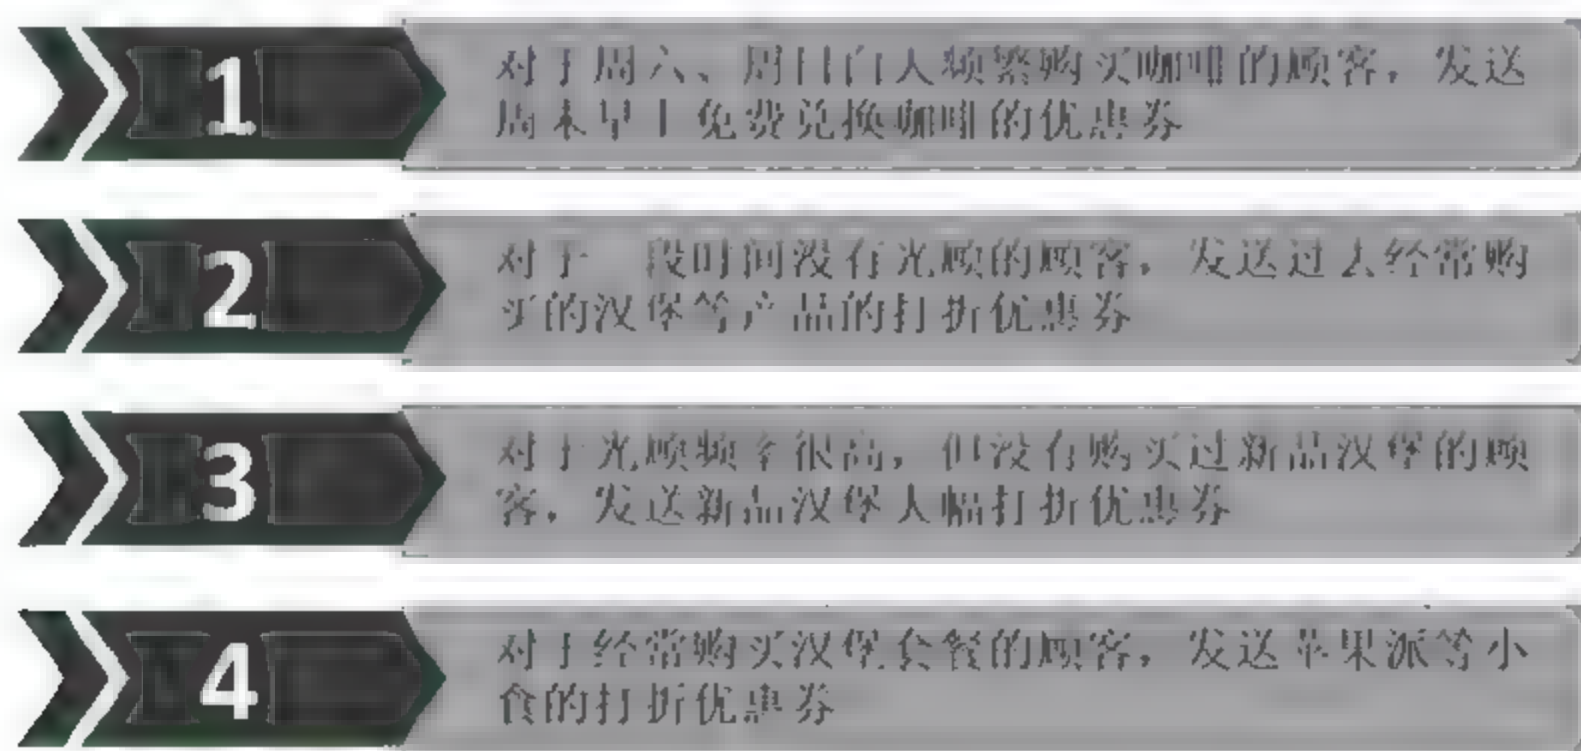 1
对于周六、周日白天频繁购买咖啡的顾客，发送
周末早上免费兑换咖啡的优惠券
2
对于一段时间没有光顾的顾客，发送过去经常购
买的汉堡等产品的打折优惠券
3
对于光顾频率很高，但没有购买过新品汉堡的顾
客，发送新品汉堡大幅打折优惠券
4
对于经常购买汉堡套餐的顾客，发送苹果派等小
食的打折优惠券